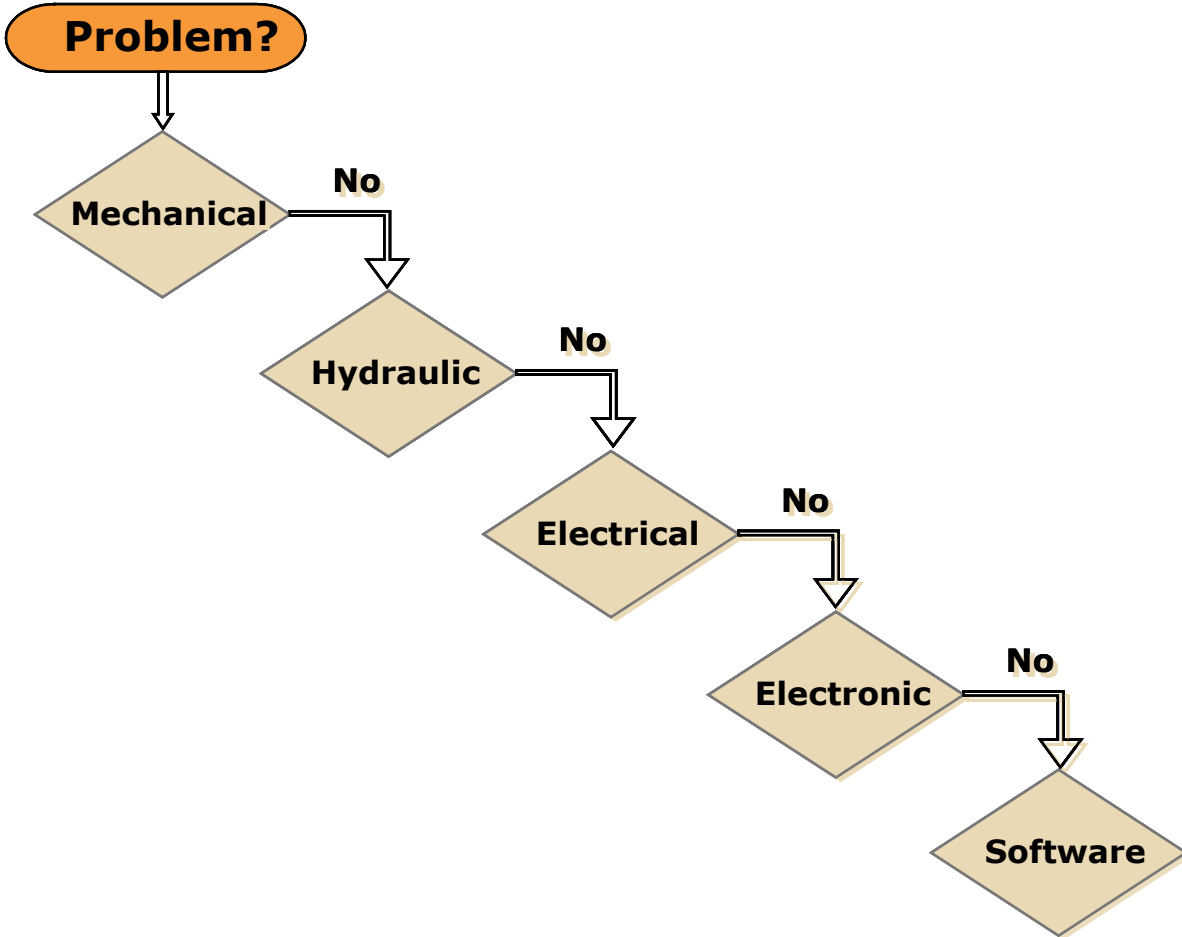 Problem?
No
Mechanical
No
Hydraulic
No
Electrical
No
Electronic
Software